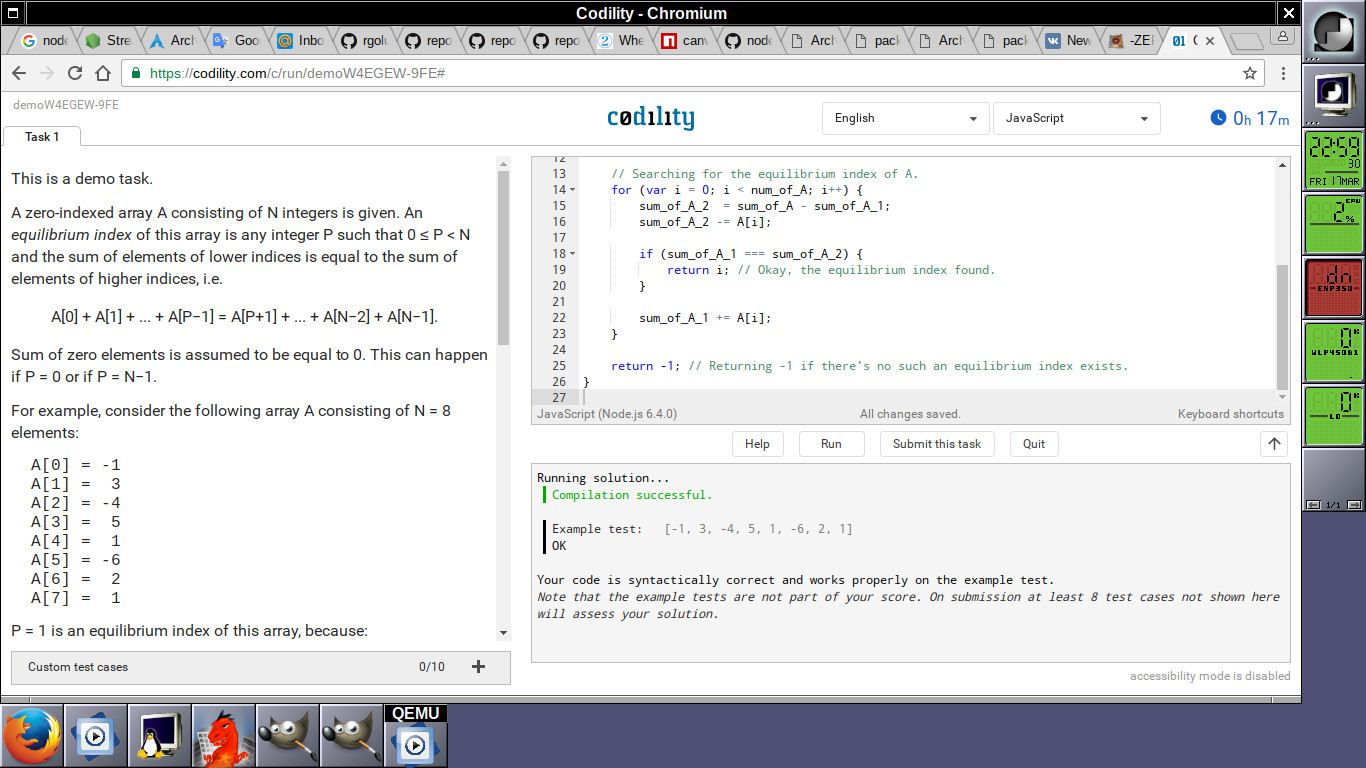 Codility - Chromium
node
Stre
Arch
Goo
Inbo
rgolu
repo
repo
repo
Whe
can
node
Arch
pack
Arch
pack
New
-ZEI
01 C
https://codility.com/c/run/demoW4EGEW-9FE#
demoW4EGEW-9FE
codility
English
JavaScript
0h 17m
Task 1
This is a demo task.
A zero-indexed array A consisting of N integers is given. An
equilibrium index of this array is any integer P such that 0 ≤ P < N
and the sum of elements of lower indices is equal to the sum of
elements of higher indices, i.e.
A[0] + A[1] + ... + A[P−1] = A[P+1] + ... + A[N−2] + A[N−1].
Sum of zero elements is assumed to be equal to 0. This can happen
if P = 0 or if P = N−1.
For example, consider the following array A consisting of N = 8
elements:
A[0] = -1
A[1] =  3
A[2] = -4
A[3] =  5
A[4] =  1
A[5] = -6
A[6] =  2
A[7] =  1
P = 1 is an equilibrium index of this array, because:
Custom test cases 0/10 +
12
13 // Searching for the equilibrium index of A.
14 for (var i = 0; i < num_of_A; i++) {
15 sum_of_A_2  = sum_of_A - sum_of_A_1;
16 sum_of_A_2 -= A[i];
17
18 if (sum_of_A_1 === sum_of_A_2) {
19 return i; // Okay, the equilibrium index found.
20 }
21
22 sum_of_A_1 += A[i];
23 }
24
25 return -1; // Returning -1 if there's no such an equilibrium index exists.
26 }
27
JavaScript (Node.js 6.4.0) All changes saved. Keyboard shortcuts
Help Run Submit this task Quit
Running solution...
Compilation successful.
Example test:   [-1, 3, -4, 5, 1, -6, 2, 1]
OK
Your code is syntactically correct and works properly on the example test.
Note that the example tests are not part of your score. On submission at least 8 test cases not shown here
will assess your solution.
accessibility mode is disabled
22:59
30
FRI 17 MAR
CPU
2%
dn
ENP3S0
0K
WLP4S0B1
0K
LO
1/1
QEMU